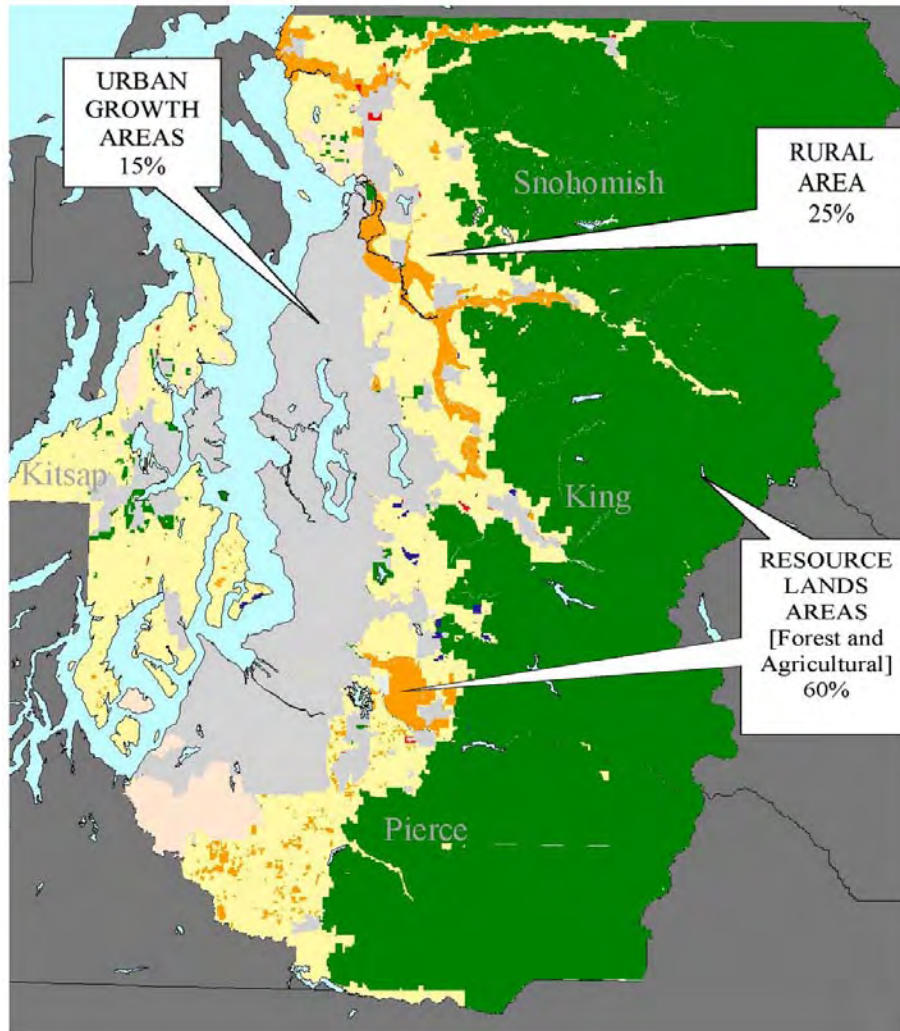 URBAN
GROWTH
AREAS
15%
RURAL
AREA
25%
Snohomish
Kitsap
King
RESOURCE
LANDS
AREAS
[Forest and
Agricultural]
60%
Pierce